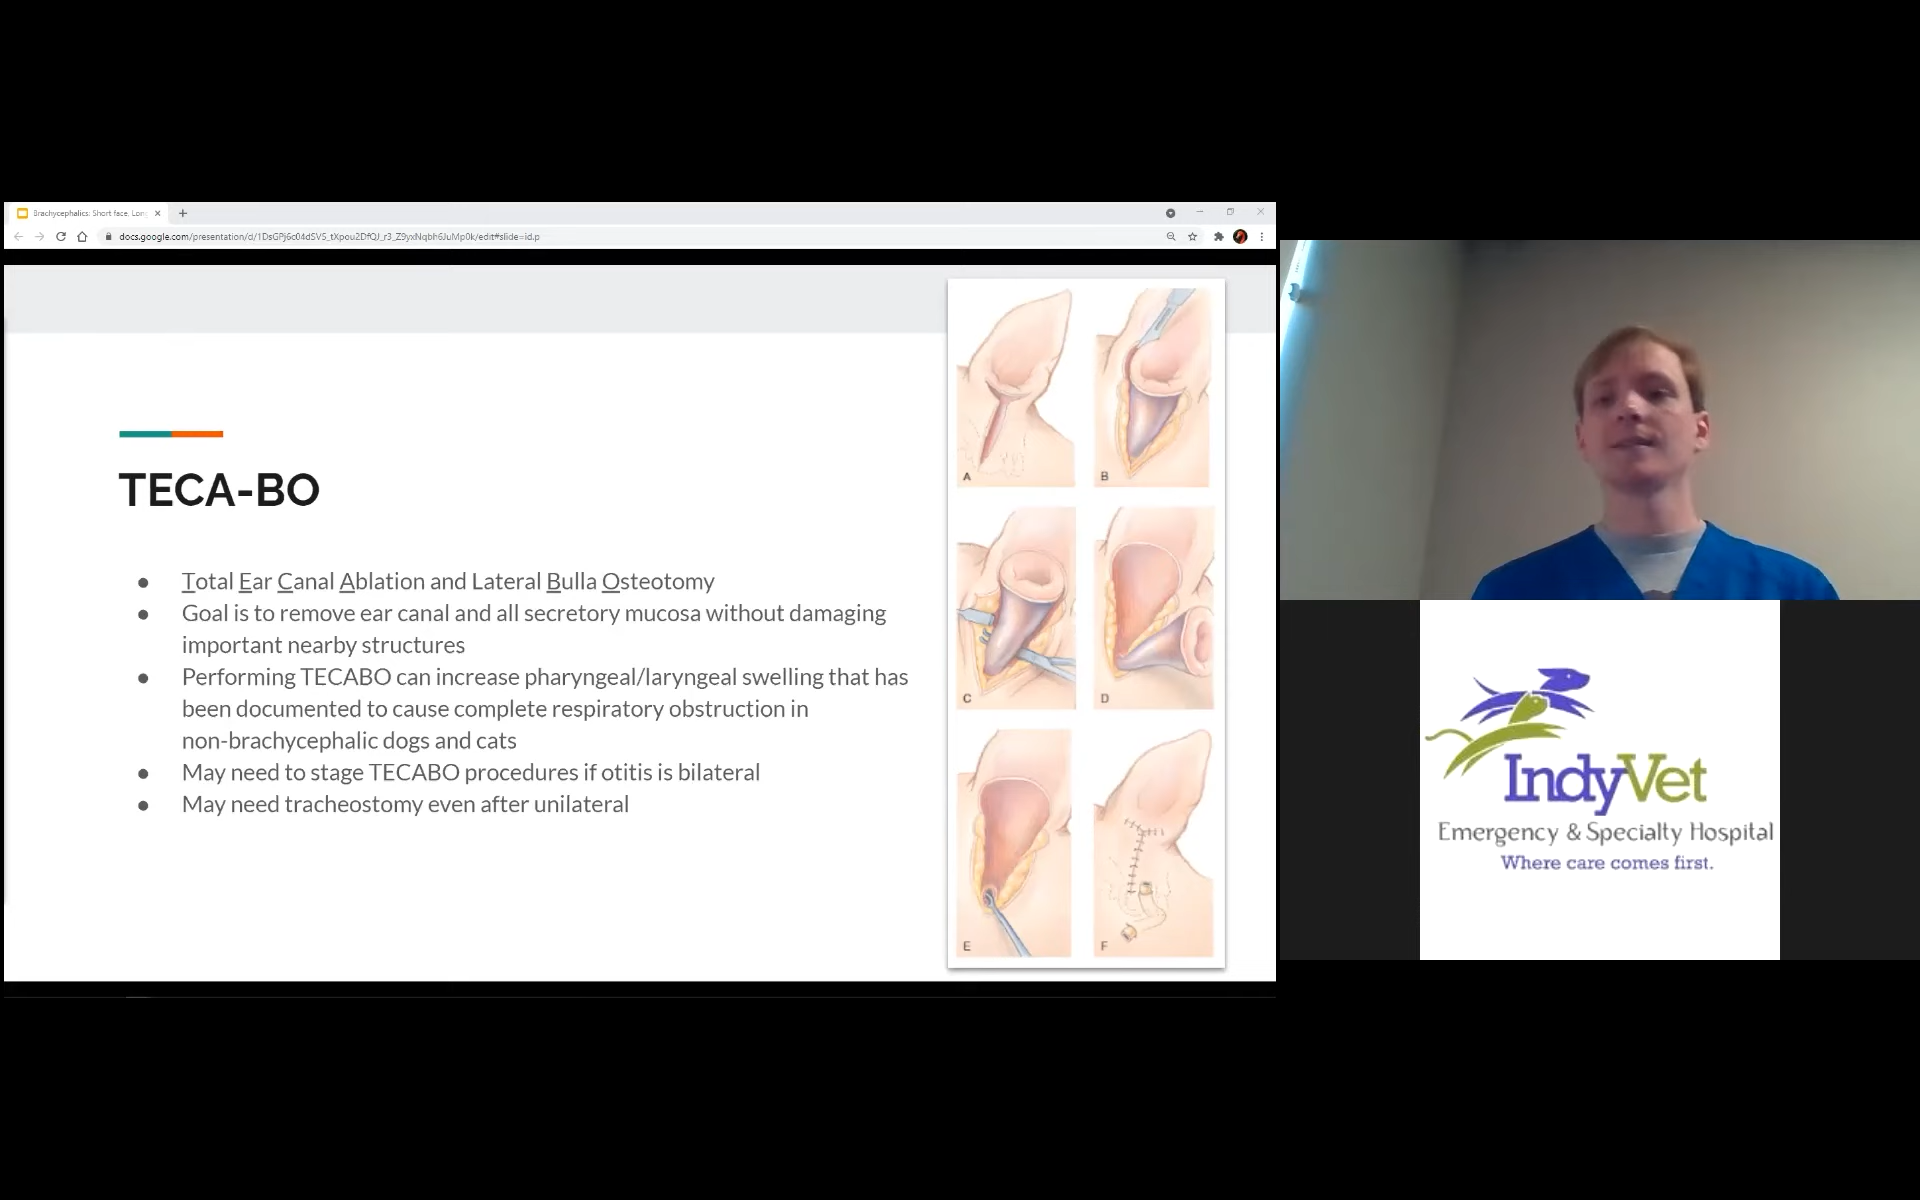 Brachycephalics: Short face, Lon
docs.google.com/presentation/d/1DsGPj6c04dSVS_tXpou2DfQJ_r3_Z9yxNqbh6JuMp0k/edit#slide=id.p
TECA-BO
● Total Ear Canal Ablation and Lateral Bulla Osteotomy
● Goal is to remove ear canal and all secretory mucosa without damaging
important nearby structures
● Performing TECABO can increase pharyngeal/laryngeal swelling that has
been documented to cause complete respiratory obstruction in
non-brachycephalic dogs and cats
● May need to stage TECABO procedures if otitis is bilateral
● May need tracheostomy even after unilateral
A
B
C
D
E
F
IndyVet
Emergency & Specialty Hospital
Where care comes first.